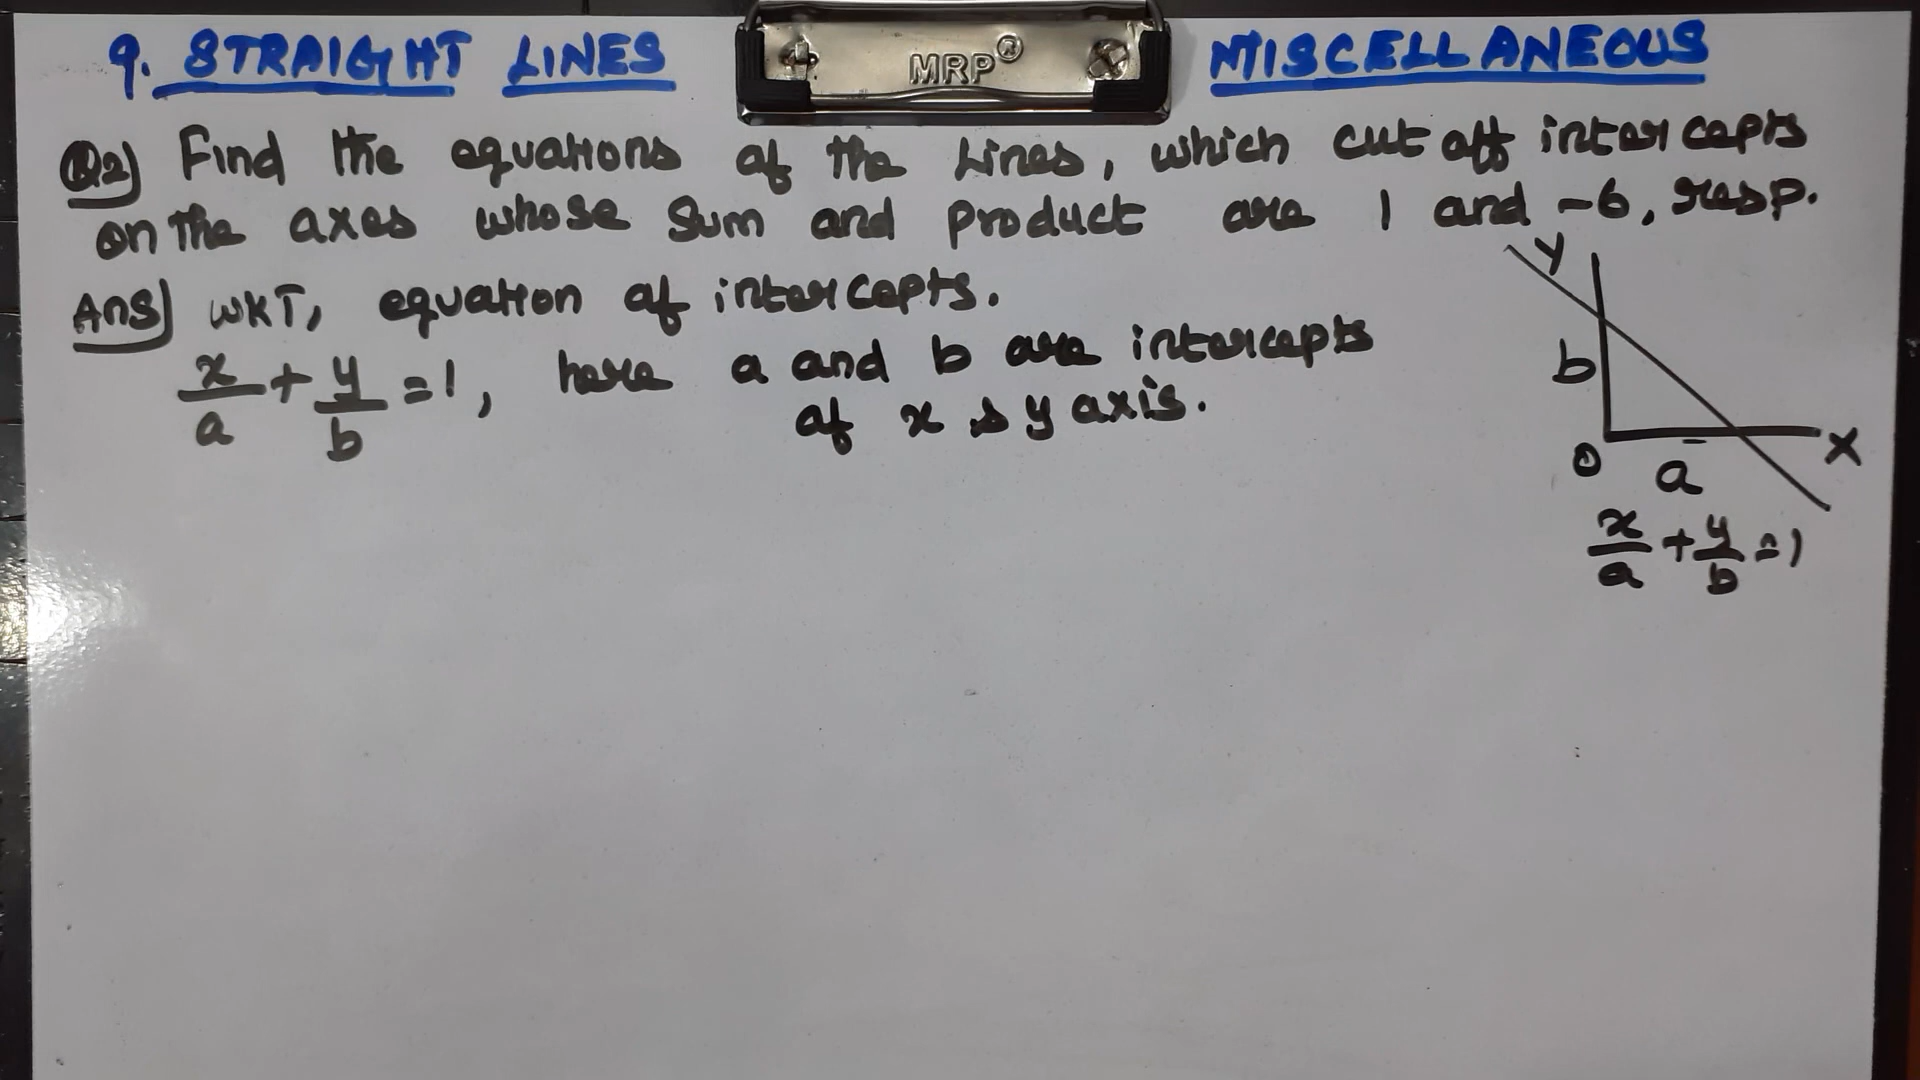 9. STRAIGHT LINES
MRP®
MISCELLANEOUS
Q2) Find the equations of the Lines, which cut off intercepts
on the axes whose sum and product are 1 and -6, resp.
Ans) WKT, equation of intercepts.
x/a + y/b = 1, here a and b are intercepts
of x & y axis.
Y
b
O
a
X
x/a + y/b = 1